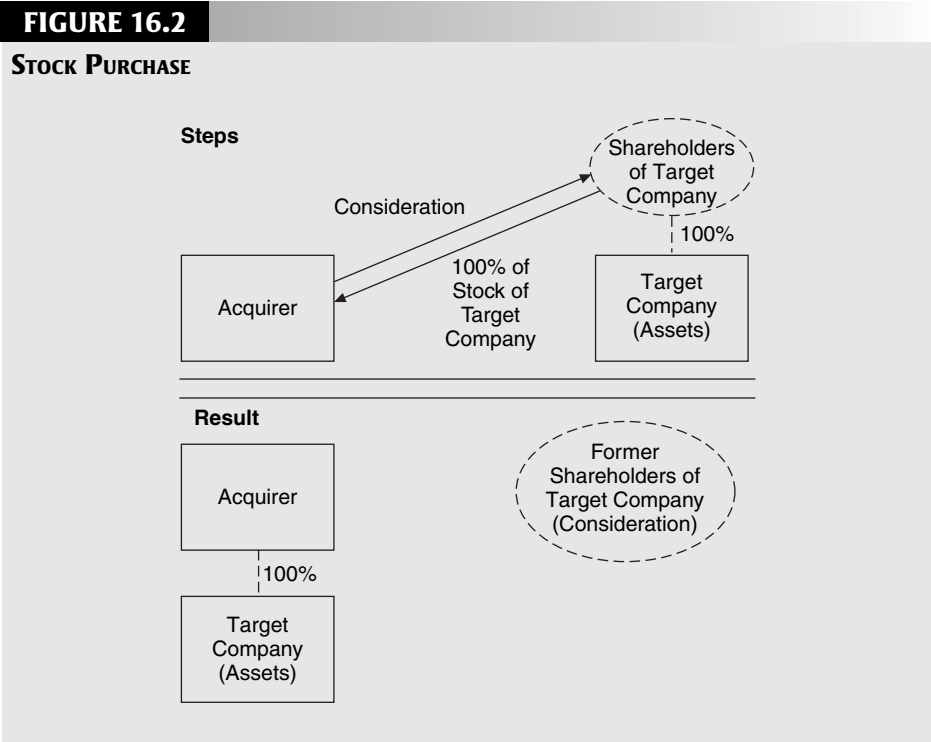 FIGURE 16.2
STOCK PURCHASE
Steps
Shareholders
of Target
Company
Consideration
100%
100% of
Stock of
Target
Company
Acquirer
Target
Company
(Assets)
Result
Acquirer
Former
Shareholders of
Target Company
(Consideration)
100%
Target
Company
(Assets)